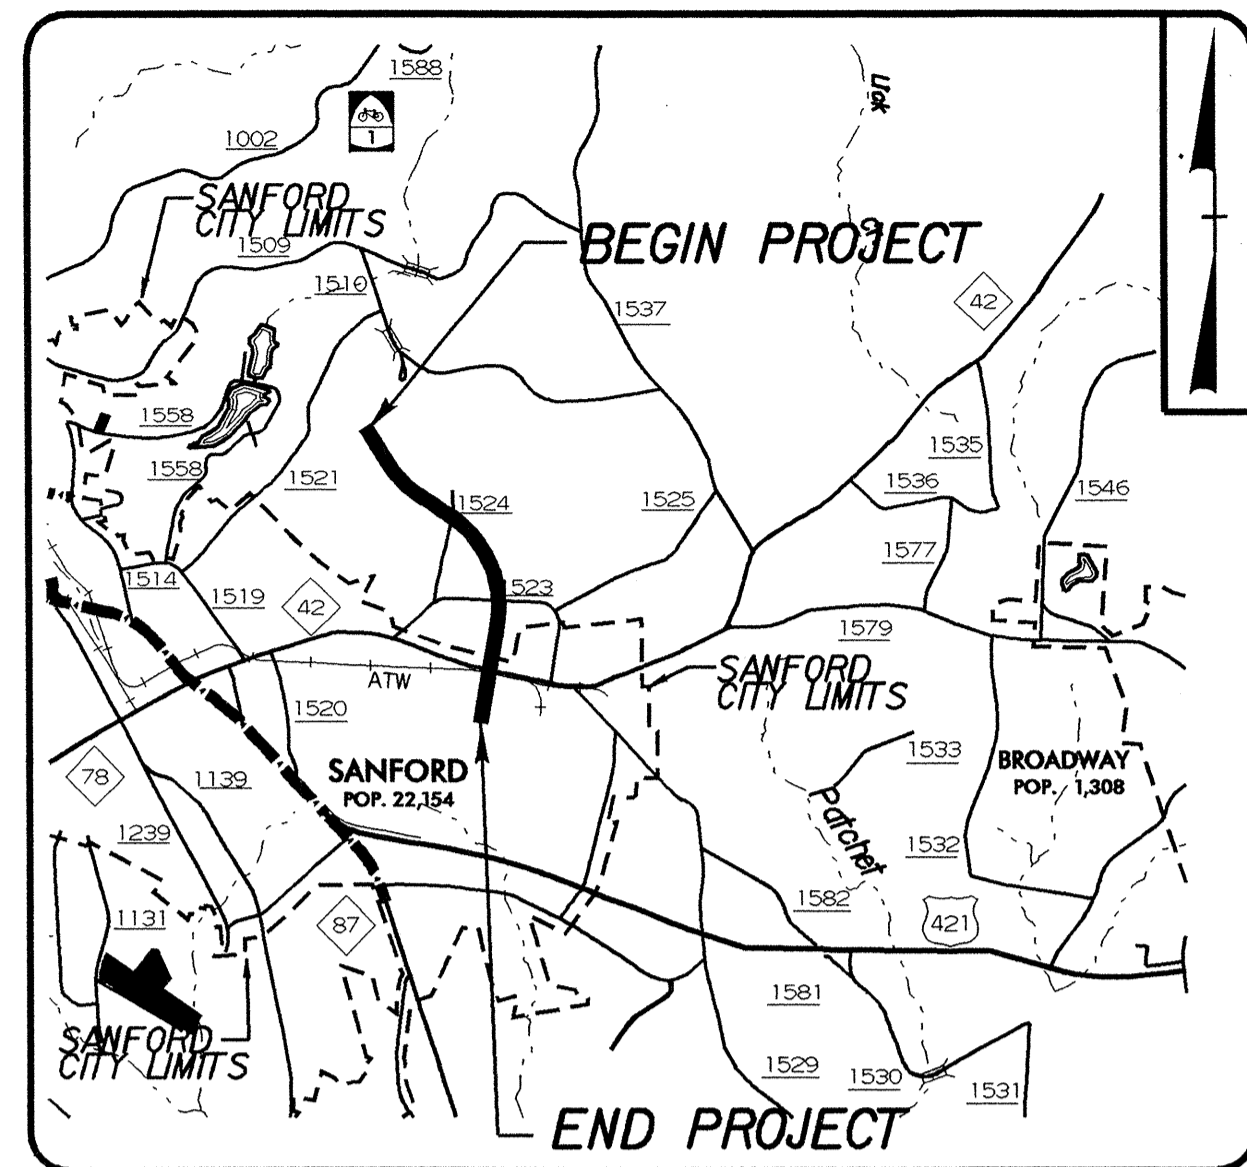 1588
1
1002
SANFORD
CITY LIMITS
1509
BEGIN PROJECT
1510
1537
42
1558
1558
1521
1524
1525
1535
1536
1546
1577
1514
1519
42
1523
1579
ATW
SANFORD
CITY LIMITS
1520
SANFORD
POP. 22,154
78
1139
1533
BROADWAY
POP. 1,308
Patchet
1239
1532
1582
421
1131
87
1581
SANFORD
CITY LIMITS
1529
1530
1531
END PROJECT